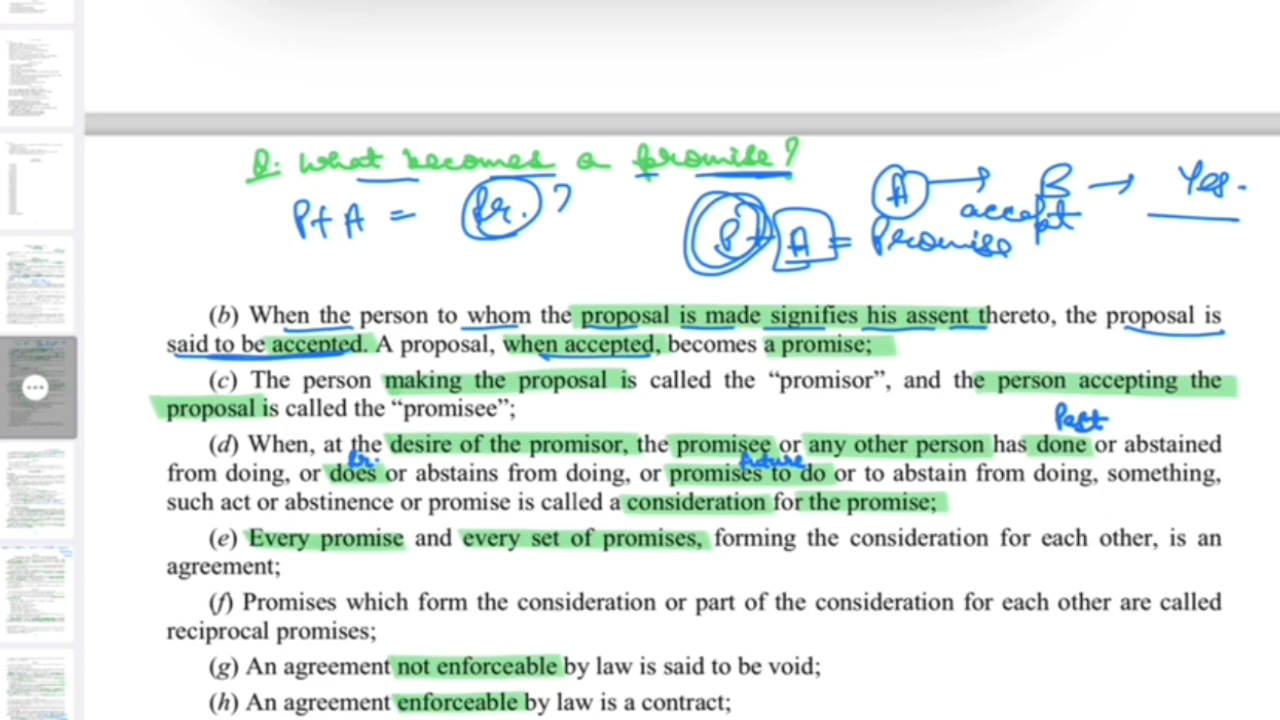 Q. What becomes a promise?
P + A = Pr. ?
A → B → Yes.
accept
P + A = Promise
(b) When the person to whom the proposal is made signifies his assent thereto, the proposal is
said to be accepted. A proposal, when accepted, becomes a promise;
(c) The person making the proposal is called the “promisor”, and the person accepting the
proposal is called the “promisee”;
Past
(d) When, at the desire of the promisor, the promisee or any other person has done or abstained
Pr. future
from doing, or does or abstains from doing, or promises to do or to abstain from doing, something,
such act or abstinence or promise is called a consideration for the promise;
(e) Every promise and every set of promises, forming the consideration for each other, is an
agreement;
(f) Promises which form the consideration or part of the consideration for each other are called
reciprocal promises;
(g) An agreement not enforceable by law is said to be void;
(h) An agreement enforceable by law is a contract;